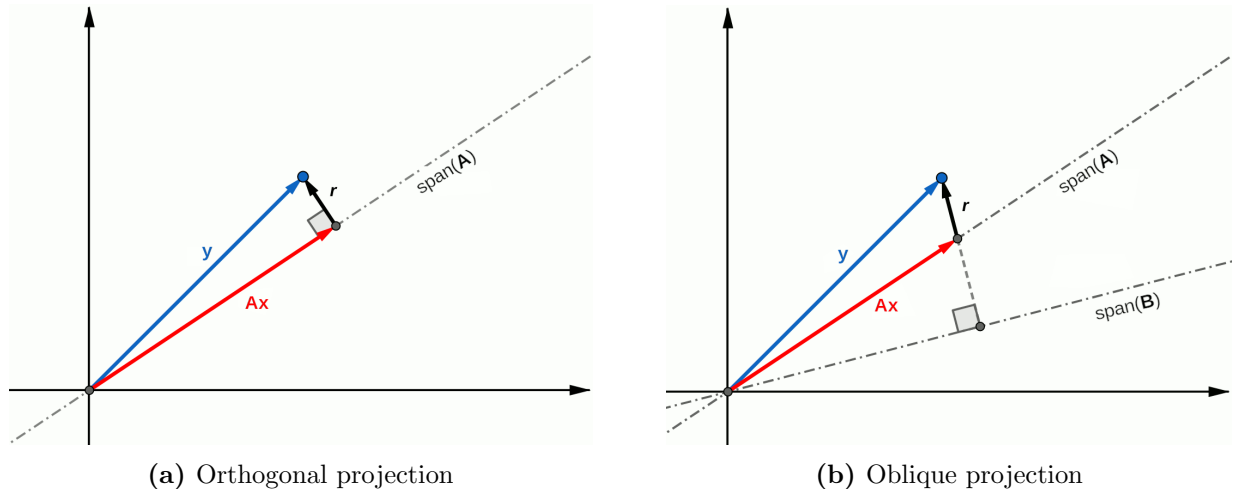 r
span(A)
y
Ax
(a) Orthogonal projection
r
span(A)
y
Ax
span(B)
(b) Oblique projection